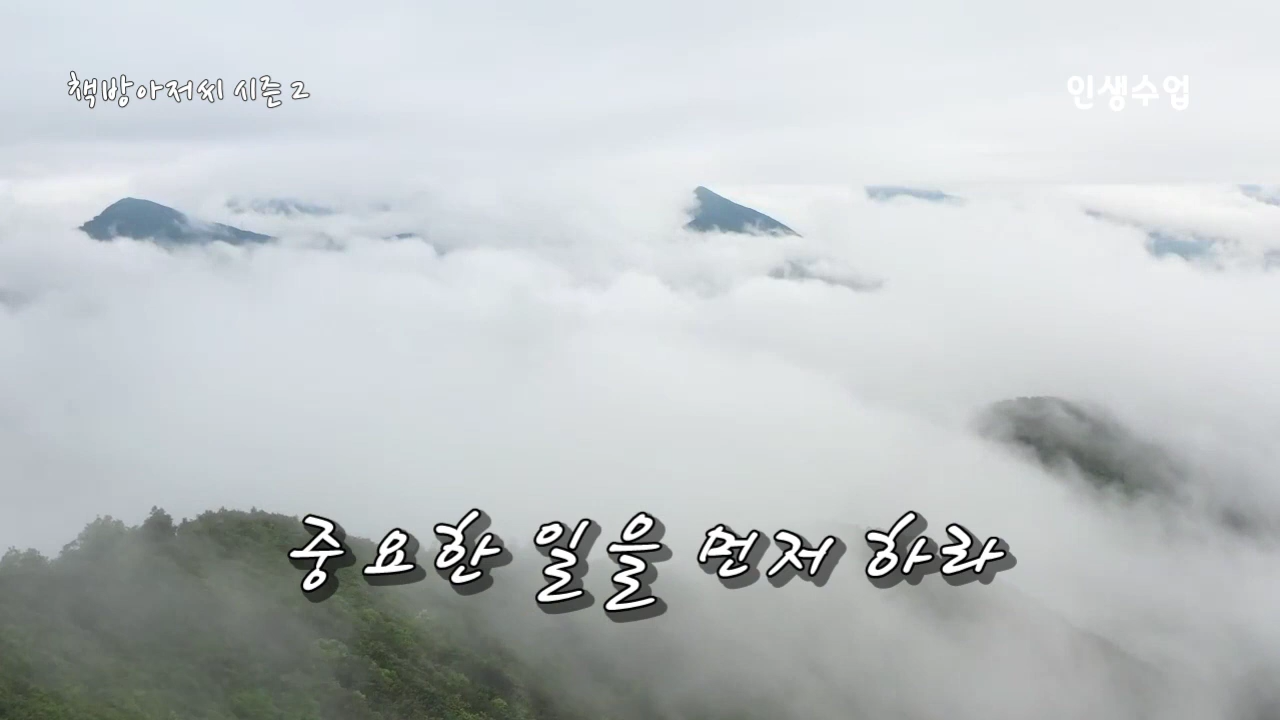 책방아저씨 시즌 2
인생수업
중요한 일을 먼저 하라